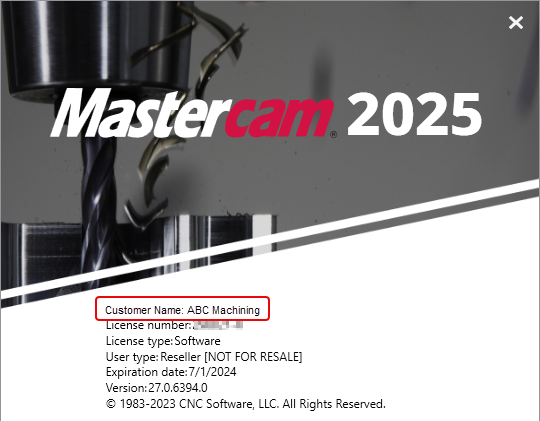 Mastercam® 2025
Customer Name: ABC Machining
License number:
License type: Software
User type: Reseller [NOT FOR RESALE]
Expiration date: 7/1/2024
Version: 27.0.6394.0
© 1983-2023 CNC Software, LLC. All Rights Reserved.